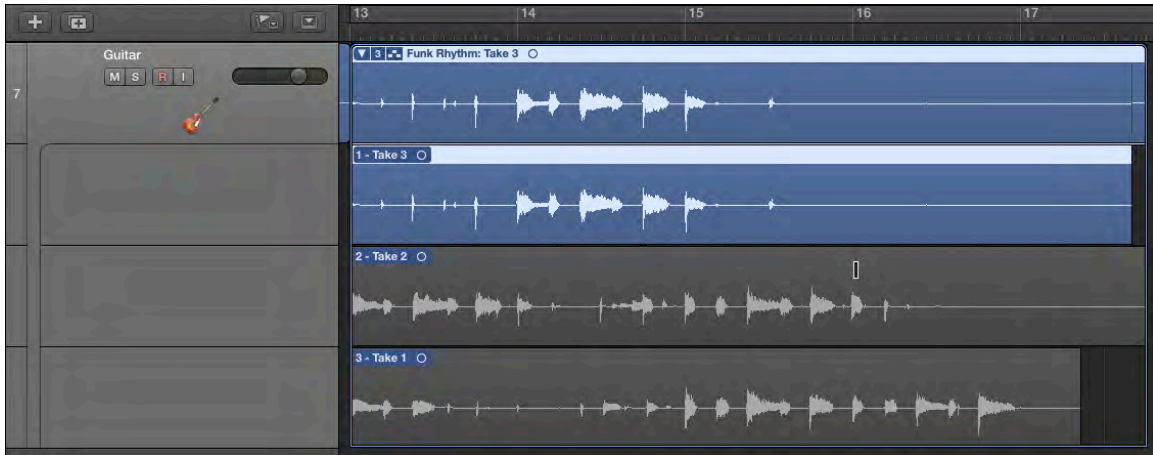 13 14 15 16 17
Guitar
M S R I
7
3 Funk Rhythm: Take 3
1 - Take 3
2 - Take 2
3 - Take 1